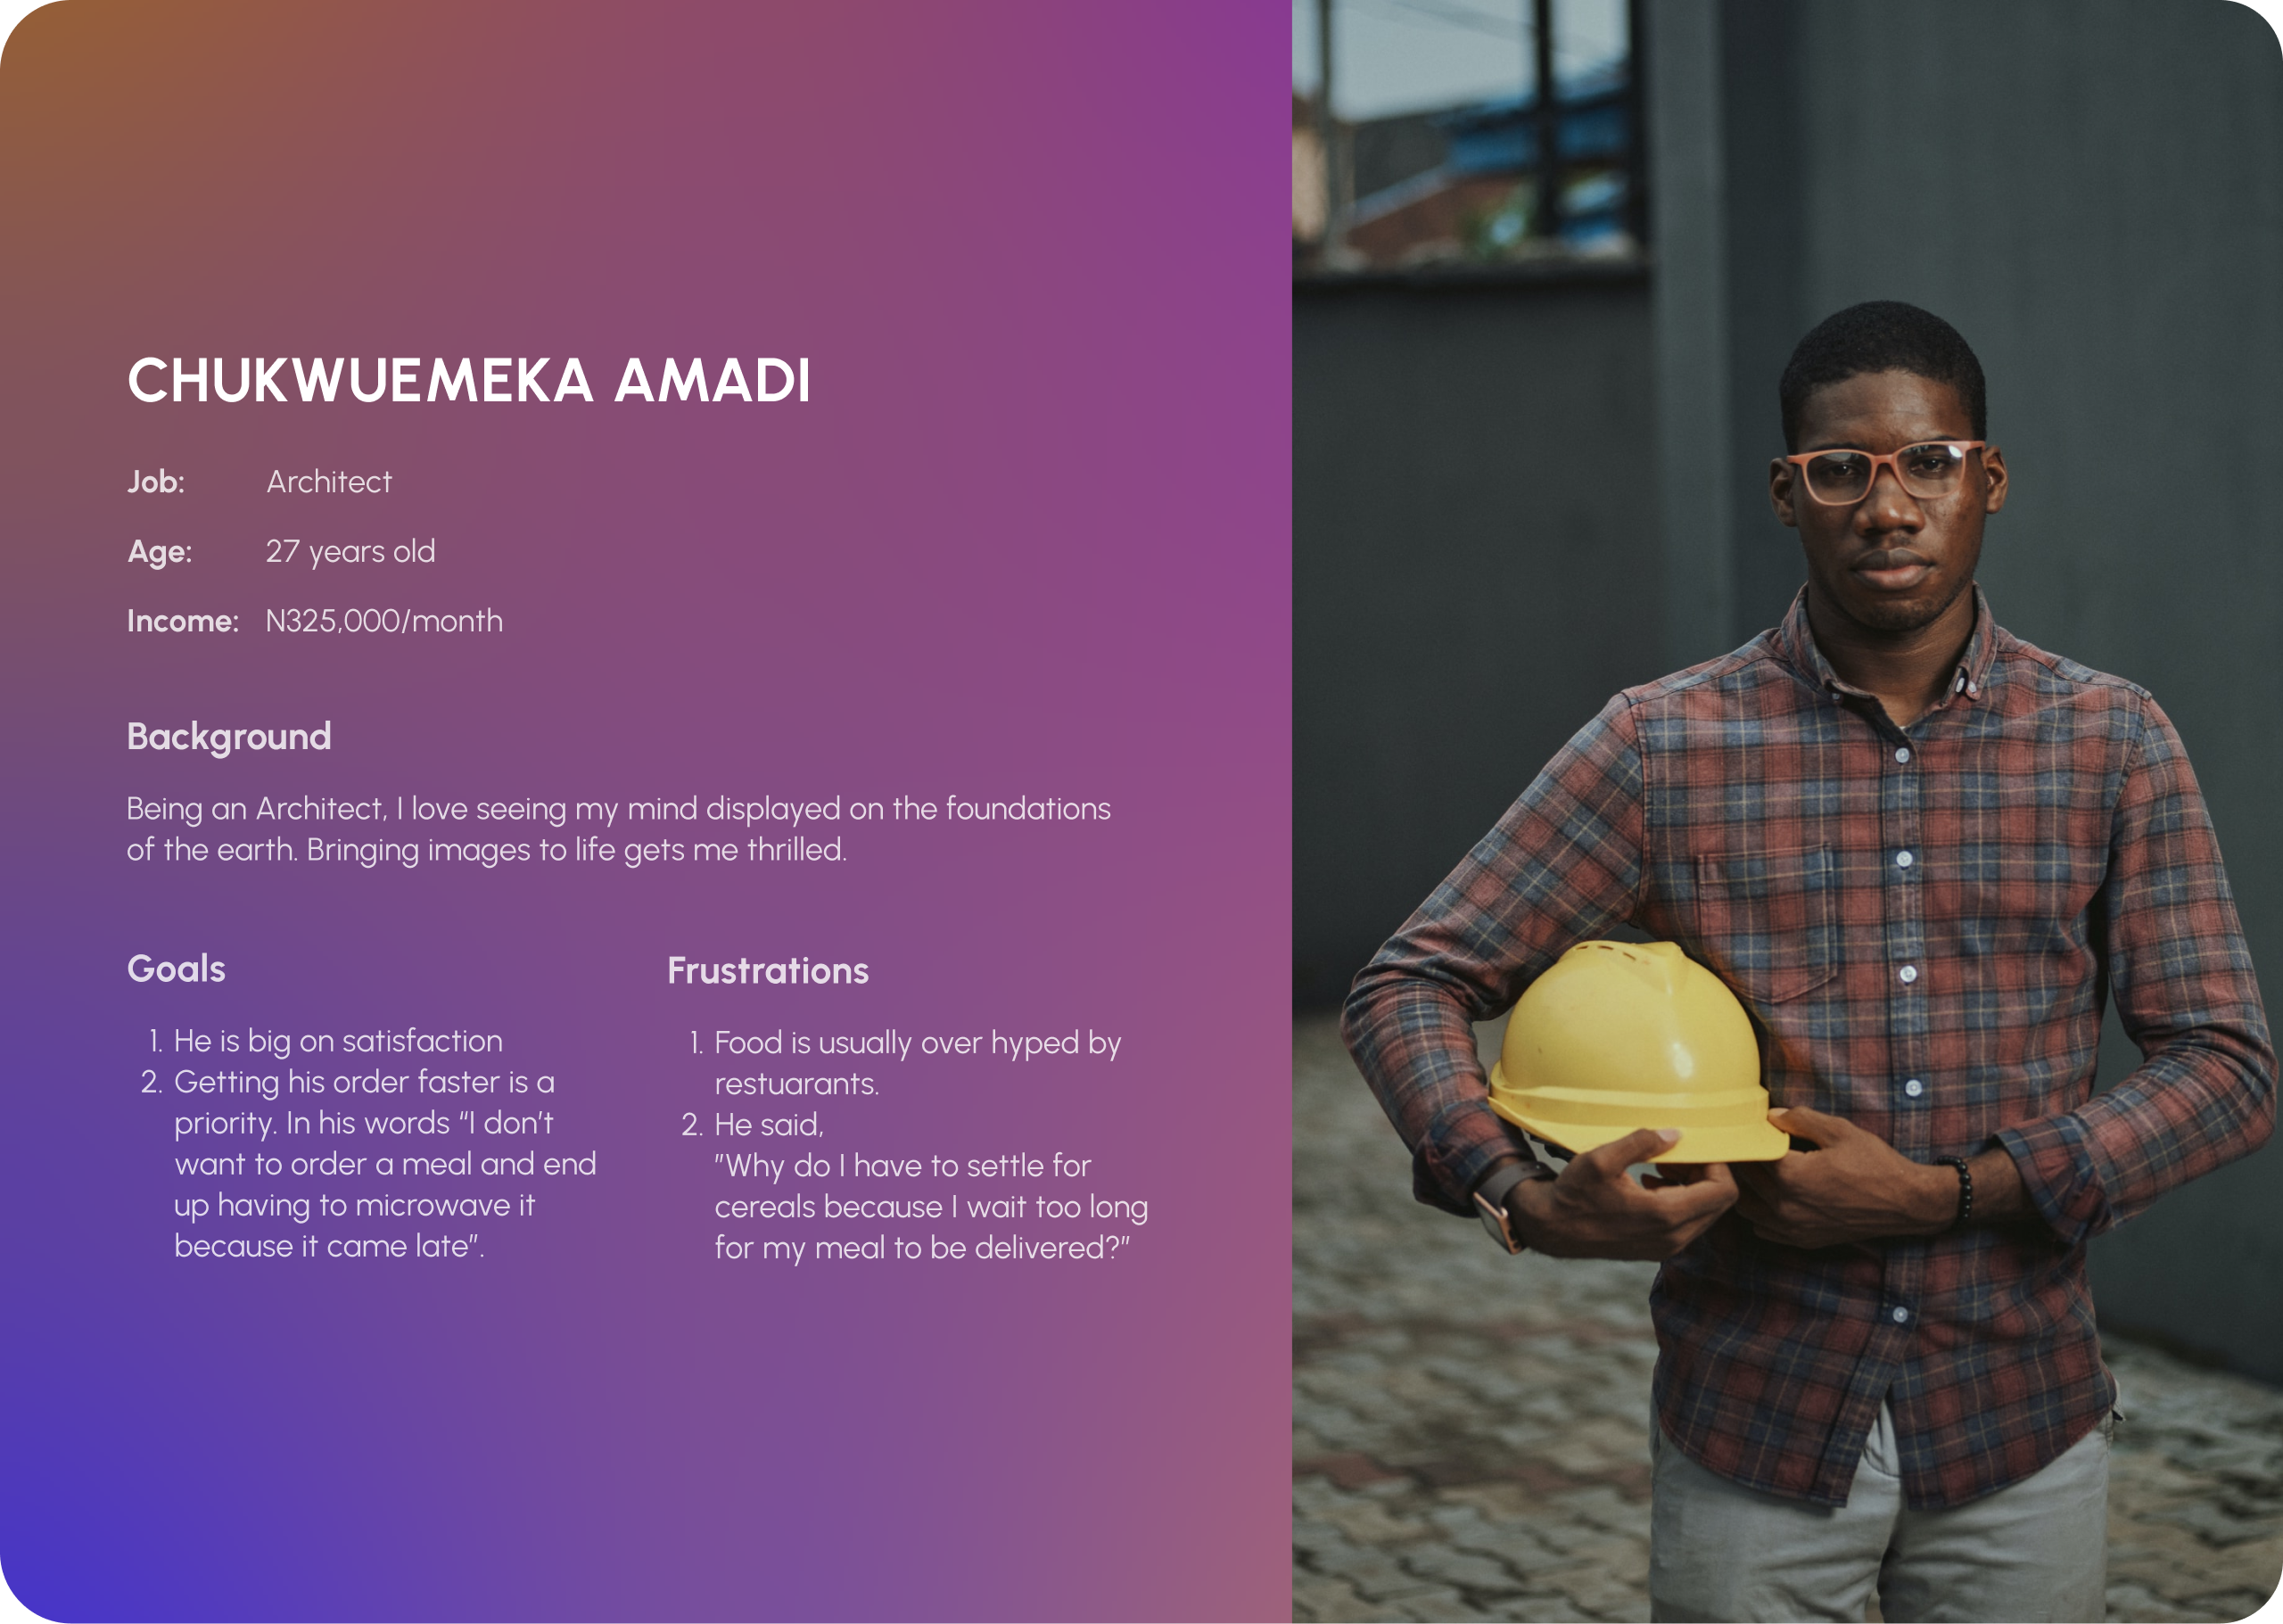 CHUKWUEMEKA AMADI
Job: Architect
Age: 27 years old
Income: N325,000/month
Background
Being an Architect, I love seeing my mind displayed on the foundations
of the earth. Bringing images to life gets me thrilled.
Goals
1. He is big on satisfaction
2. Getting his order faster is a
priority. In his words “I don’t
want to order a meal and end
up having to microwave it
because it came late”.
Frustrations
1. Food is usually over hyped by
restuarants.
2. He said,
”Why do I have to settle for
cereals because I wait too long
for my meal to be delivered?”